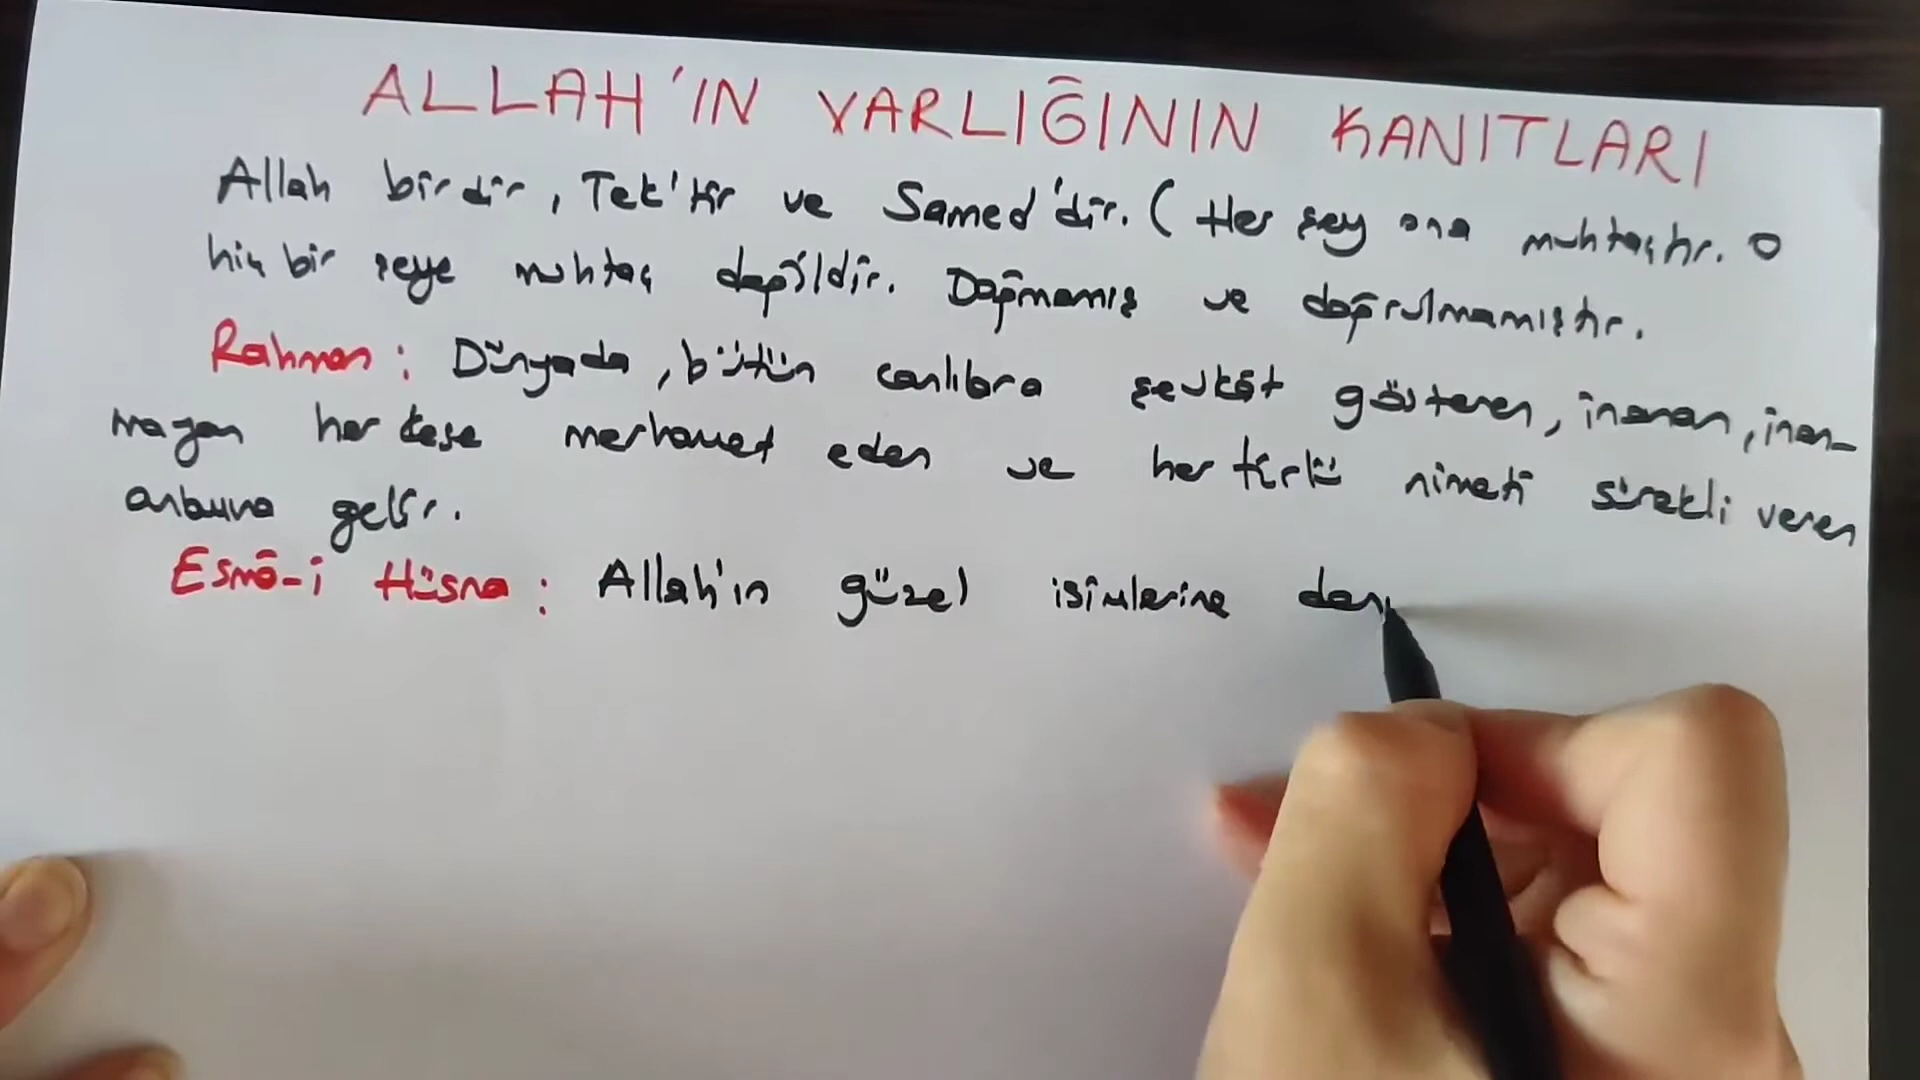 ALLAH'IN VARLIĞININ KANITLARI
Allah birdir, Tek'tir ve Samed'dir. (Her şey ona muhtaçtır. O
hiç bir şeye muhtaç değildir. Doğmamış ve doğrulmamıştır.
Rahman: Dünyada, bütün canlılara şevkât gösteren, inanan, inan-
mayan herkese merhamet eden ve her türlü nimeti sürekli veren
anlamına gelir.
Esmâ-i Hüsna: Allah'ın güzel isimlerine den